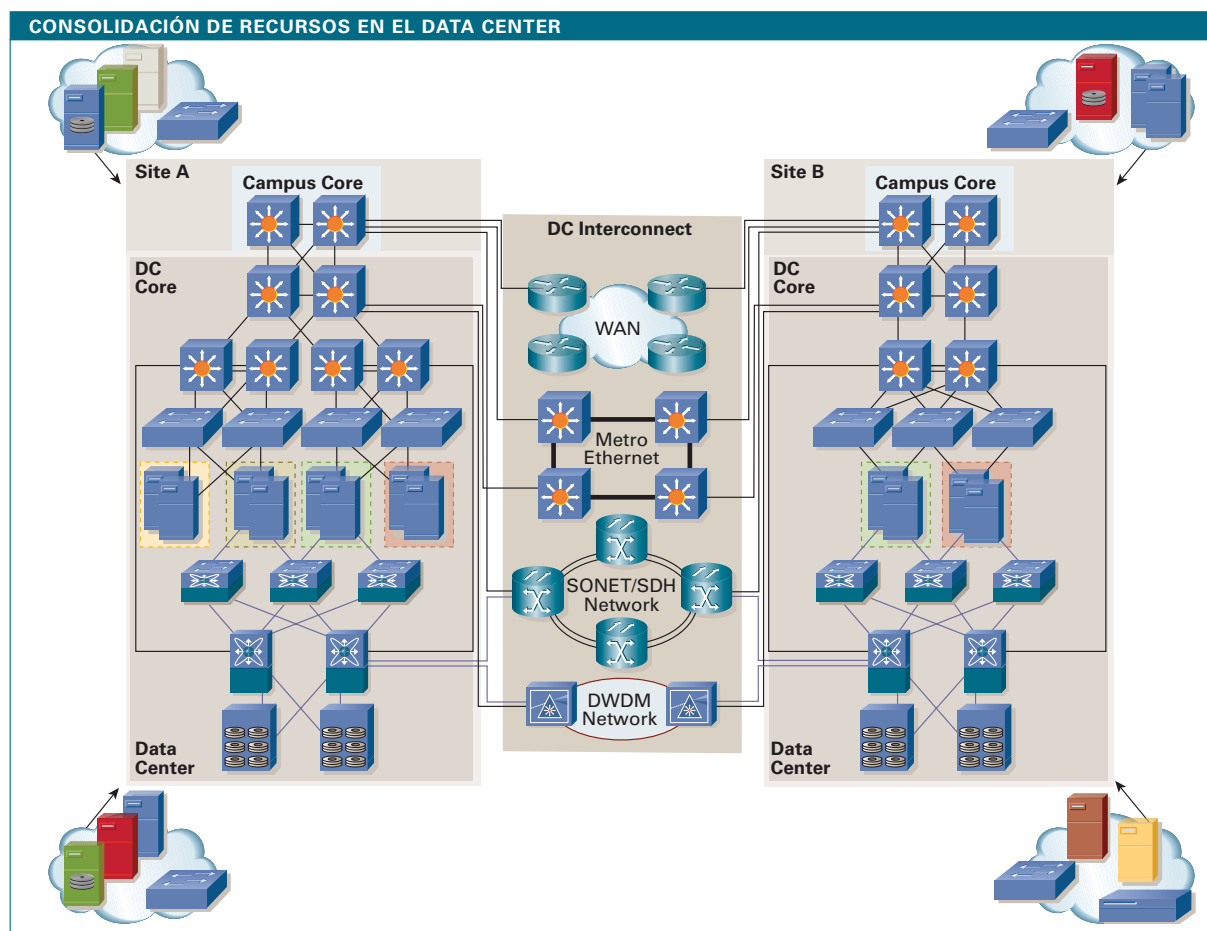 CONSOLIDACIÓN DE RECURSOS EN EL DATA CENTER
Site A
Campus Core
DC
Core
Data
Center
DC Interconnect
WAN
Metro
Ethernet
SONET/SDH
Network
DWDM
Network
Site B
Campus Core
DC
Core
Data
Center